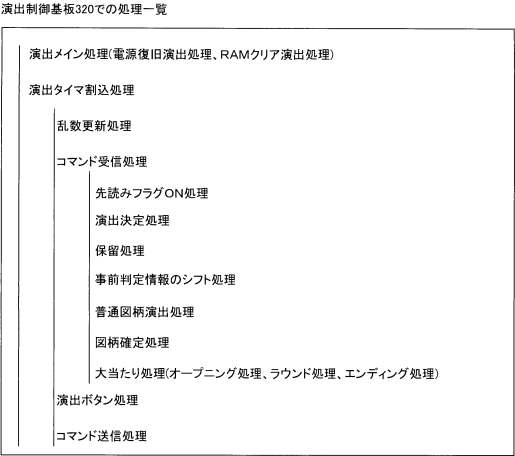 演出制御基板320での処理一覧
演出メイン処理(電源復旧演出処理、RAMクリア演出処理)
演出タイマ割込処理
乱数更新処理
コマンド受信処理
先読みフラグON処理
演出決定処理
保留処理
事前判定情報のシフト処理
普通図柄演出処理
図柄確定処理
大当たり処理(オープニング処理、ラウンド処理、エンディング処理)
演出ボタン処理
コマンド送信処理